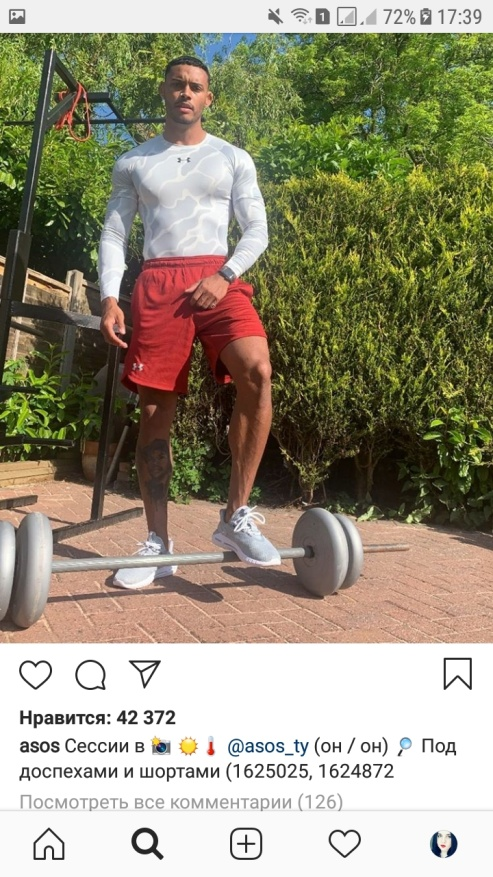 1 72% 17:39
Нравится: 42 372
asos Сессии в @asos_ty (он / он) Под
доспехами и шортами (1625025, 1624872
Посмотреть все комментарии (126)